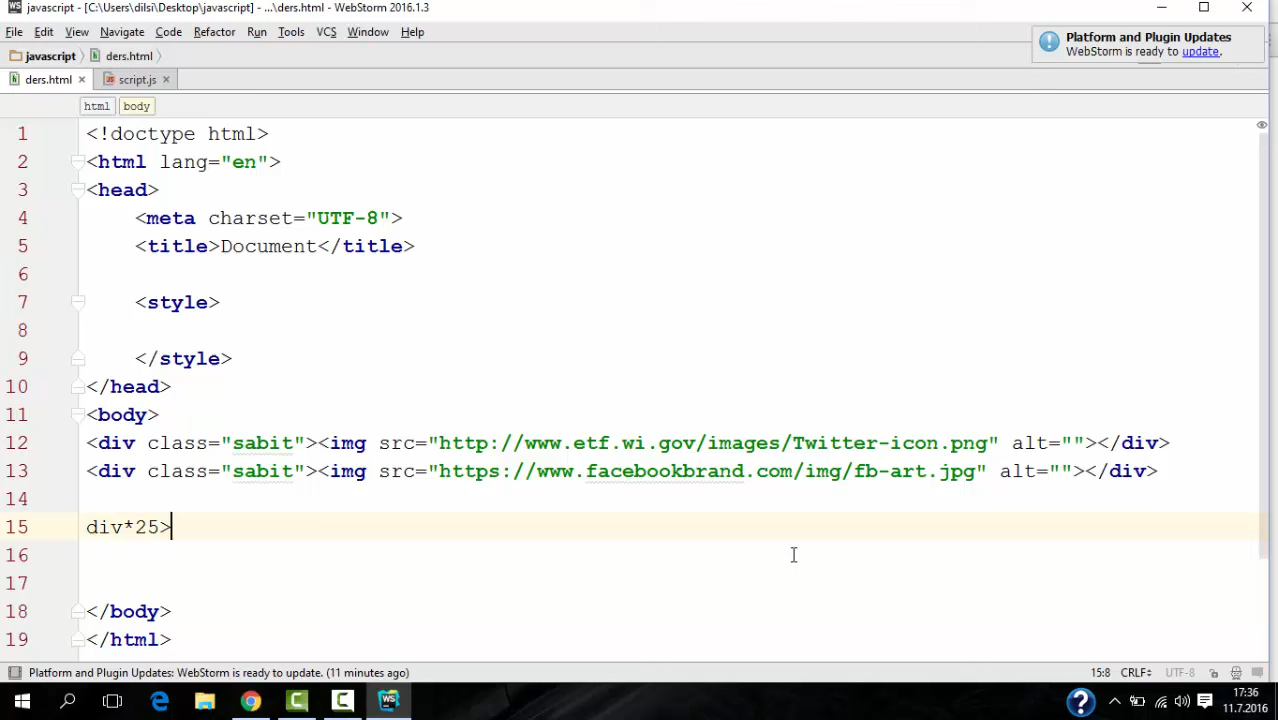 javascript - [C:\Users\dilsi\Desktop\javascript] - ...\ders.html - WebStorm 2016.1.3
File Edit View Navigate Code Refactor Run Tools VCS Window Help
Platform and Plugin Updates
WebStorm is ready to update.
javascript ders.html
ders.html script.js
html body
1 <!doctype html>
2 <html lang="en">
3 <head>
4 <meta charset="UTF-8">
5 <title>Document</title>
6
7 <style>
8
9 </style>
10 </head>
11 <body>
12 <div class="sabit"><img src="http://www.etf.wi.gov/images/Twitter-icon.png" alt=""></div>
13 <div class="sabit"><img src="https://www.facebookbrand.com/img/fb-art.jpg" alt=""></div>
14
15 div*25>
16
17
18 </body>
19 </html>
Platform and Plugin Updates: WebStorm is ready to update. (11 minutes ago) 15:8 CRLF UTF-8
17:36
11.7.2016